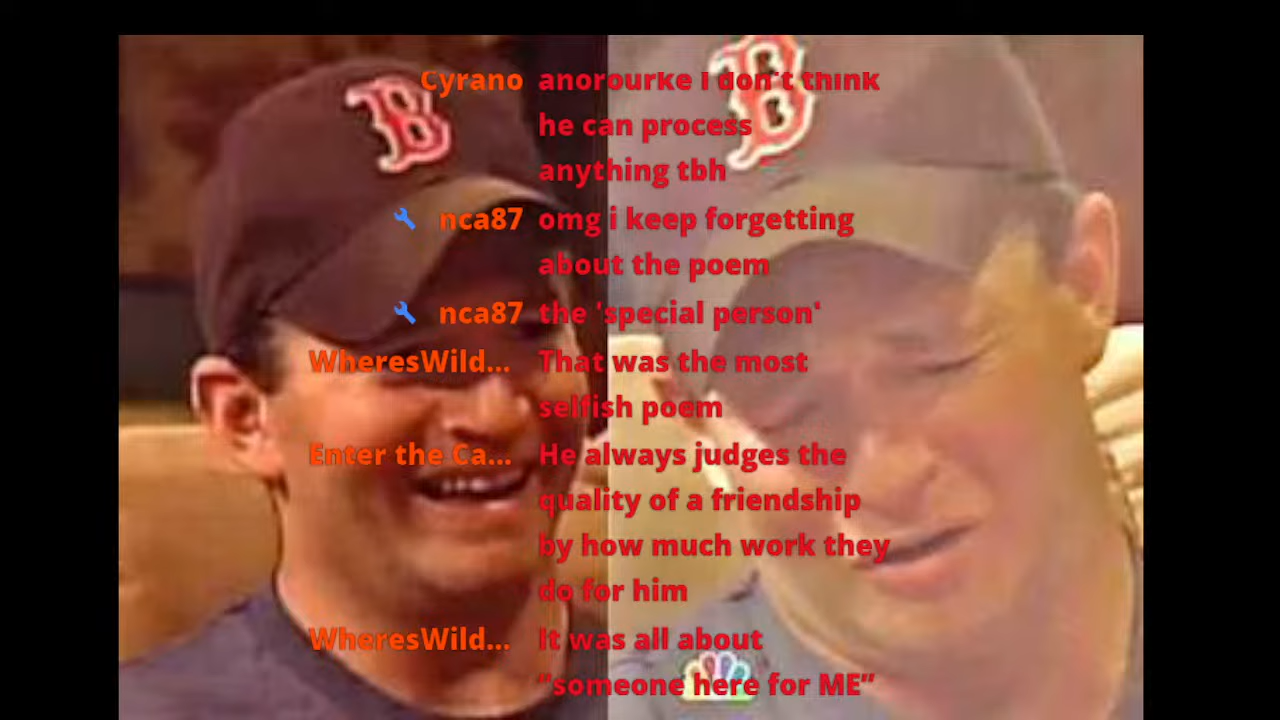 B B
Cyrano anorourke I don't think
he can process
anything tbh
nca87 omg i keep forgetting
about the poem
nca87 the 'special person'
WheresWild... That was the most
selfish poem
Enter the Ca... He always judges the
quality of a friendship
by how much work they
do for him
WheresWild... It was all about
“someone here for ME”